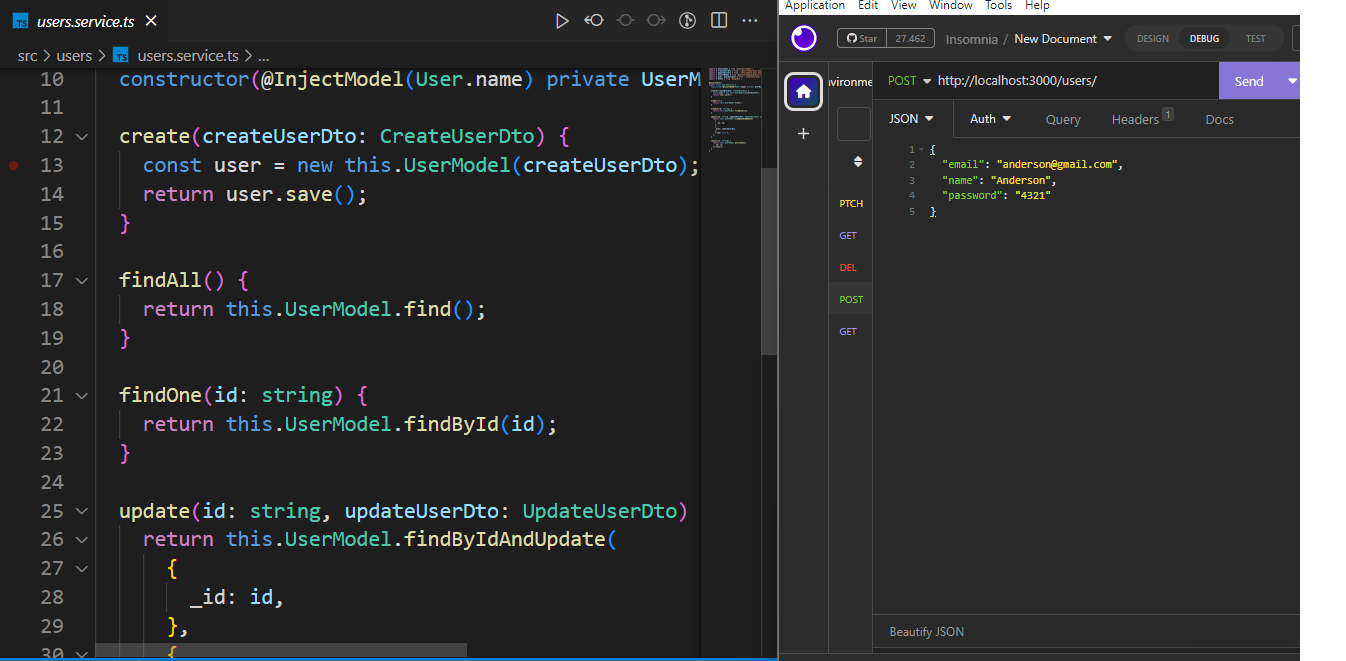 TS users.service.ts
src > users > TS users.service.ts > ...
10 constructor(@InjectModel(User.name) private UserM
11
12 create(createUserDto: CreateUserDto) {
13 const user = new this.UserModel(createUserDto);
14 return user.save();
15 }
16
17 findAll() {
18 return this.UserModel.find();
19 }
20
21 findOne(id: string) {
22 return this.UserModel.findById(id);
23 }
24
25 update(id: string, updateUserDto: UpdateUserDto)
26 return this.UserModel.findByIdAndUpdate(
27 {
28 _id: id,
29 },
30 {
Application Edit View Window Tools Help
Star 27.462 Insomnia / New Document DESIGN DEBUG TEST
vironme
POST http://localhost:3000/users/ Send
JSON Auth Query Headers 1 Docs
PTCH
GET
DEL
POST
GET
1 {
2 "email": "anderson@gmail.com",
3 "name": "Anderson",
4 "password": "4321"
5 }
Beautify JSON